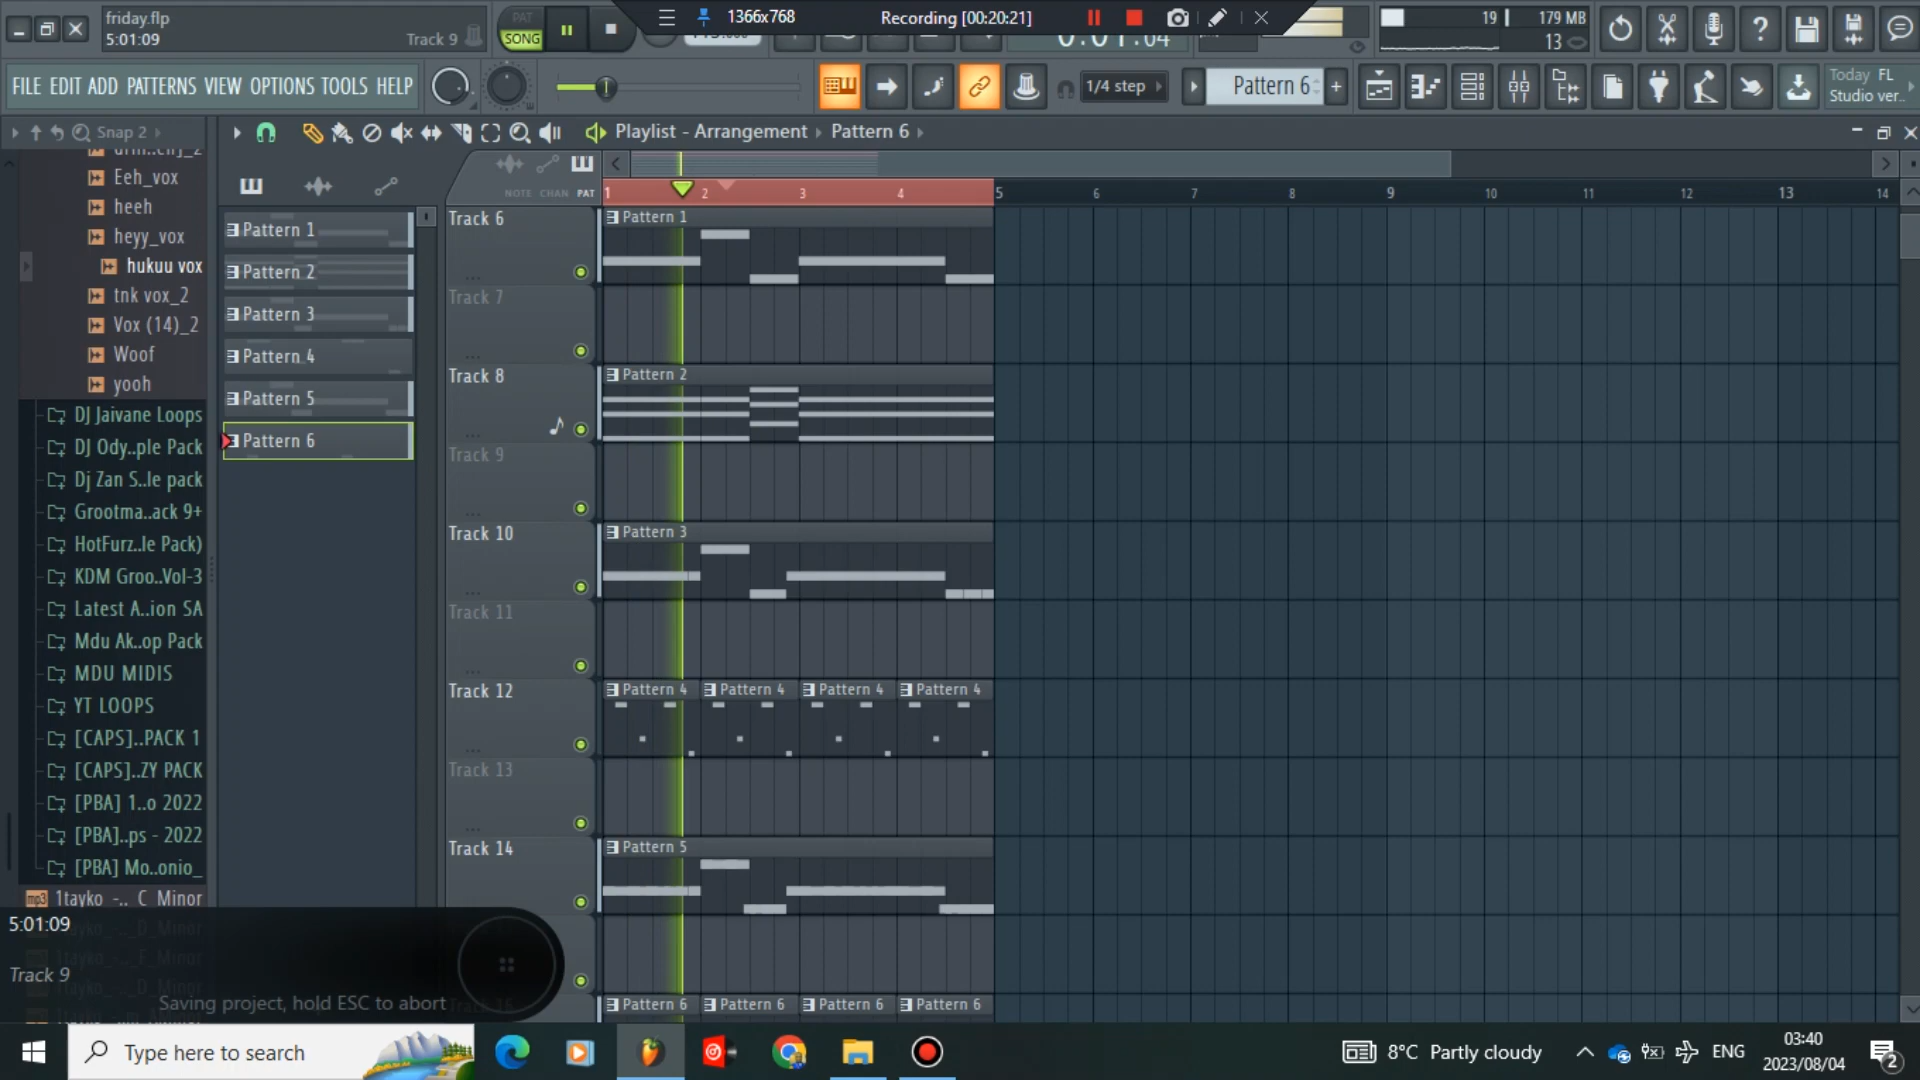 friday.flp
5:01:09
Track 9
PAT
SONG
1366x768
Recording [00:20:21]
19
179 MB
13
FILE EDIT ADD PATTERNS VIEW OPTIONS TOOLS HELP
1/4 step
Pattern 6
Today FL
Studio ver..
Snap 2
Playlist - Arrangement
Pattern 6
Eeh_vox
heeh
heyy_vox
hukuu vox
tnk vox_2
Vox (14)_2
Woof
yooh
DJ Jaivane Loops
DJ Ody..ple Pack
Dj Zan S..le pack
Grootma..ack 9+
HotFurz..le Pack)
KDM Groo..Vol-3
Latest A..ion SA
Mdu Ak..op Pack
MDU MIDIS
YT LOOPS
[CAPS]..PACK 1
[CAPS]..ZY PACK
[PBA] 1..o 2022
[PBA]..ps - 2022
[PBA] Mo..onio_
1tayko -.. C_Minor
Pattern 1
Pattern 2
Pattern 3
Pattern 4
Pattern 5
Pattern 6
NOTE CHAN PAT
1 2 3 4 5 6 7 8 9 10 11 12 13 14
Track 6
Pattern 1
Track 7
Track 8
Pattern 2
Track 9
Track 10
Pattern 3
Track 11
Track 12
Pattern 4 Pattern 4 Pattern 4 Pattern 4
Track 13
Track 14
Pattern 5
Pattern 6 Pattern 6 Pattern 6 Pattern 6
5:01:09
Track 9
Saving project, hold ESC to abort
Type here to search
8°C Partly cloudy
ENG
03:40
2023/08/04
2